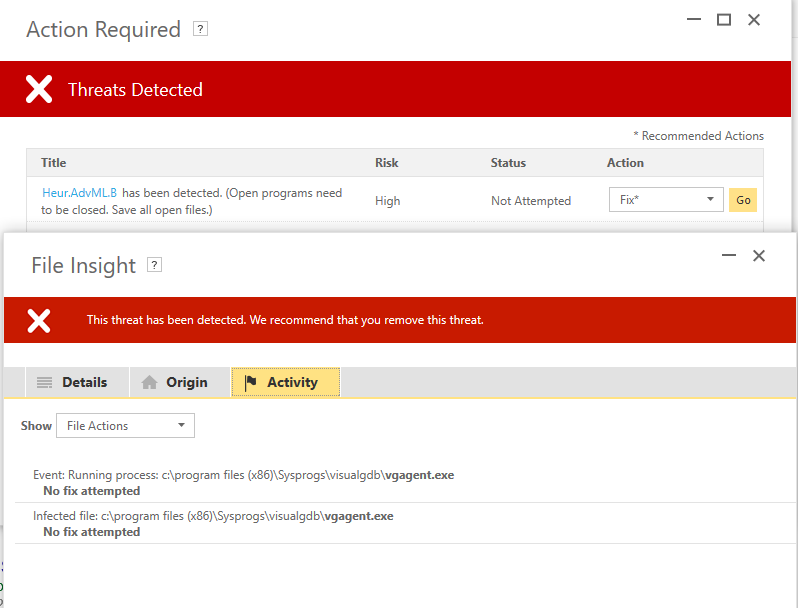 Action Required ?
Threats Detected
* Recommended Actions
Title Risk Status Action
Heur.AdvML.B has been detected. (Open programs need
to be closed. Save all open files.)
High Not Attempted Fix* Go
File Insight ?
This threat has been detected. We recommend that you remove this threat.
Details Origin Activity
Show File Actions
Event: Running process: c:\program files (x86)\Sysprogs\visualgdb\vgagent.exe
No fix attempted
Infected file: c:\program files (x86)\Sysprogs\visualgdb\vgagent.exe
No fix attempted